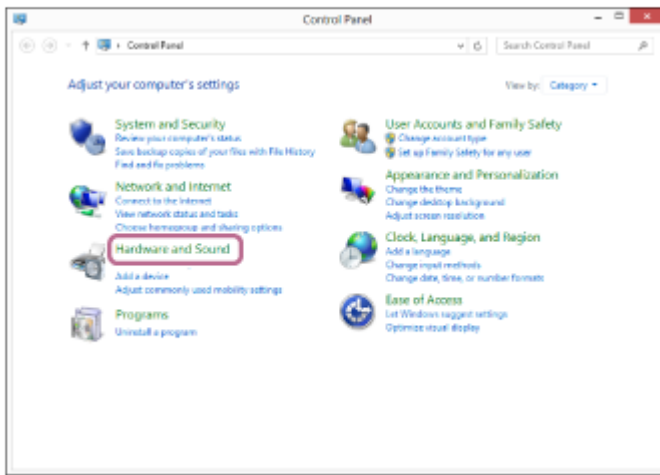 Control Panel
Control Panel
Search Control Panel
Adjust your computer's settings
View by: Category
System and Security
Review your computer's status
Save backup copies of your files with File History
Find and fix problems
Network and Internet
Connect to the Internet
View network status and tasks
Choose homegroup and sharing options
Hardware and Sound
Add a device
Adjust commonly used mobility settings
Programs
Uninstall a program
User Accounts and Family Safety
Change account type
Set up Family Safety for any user
Appearance and Personalization
Change the theme
Change desktop background
Adjust screen resolution
Clock, Language, and Region
Add a language
Change input methods
Change date, time, or number formats
Ease of Access
Let Windows suggest settings
Optimize visual display